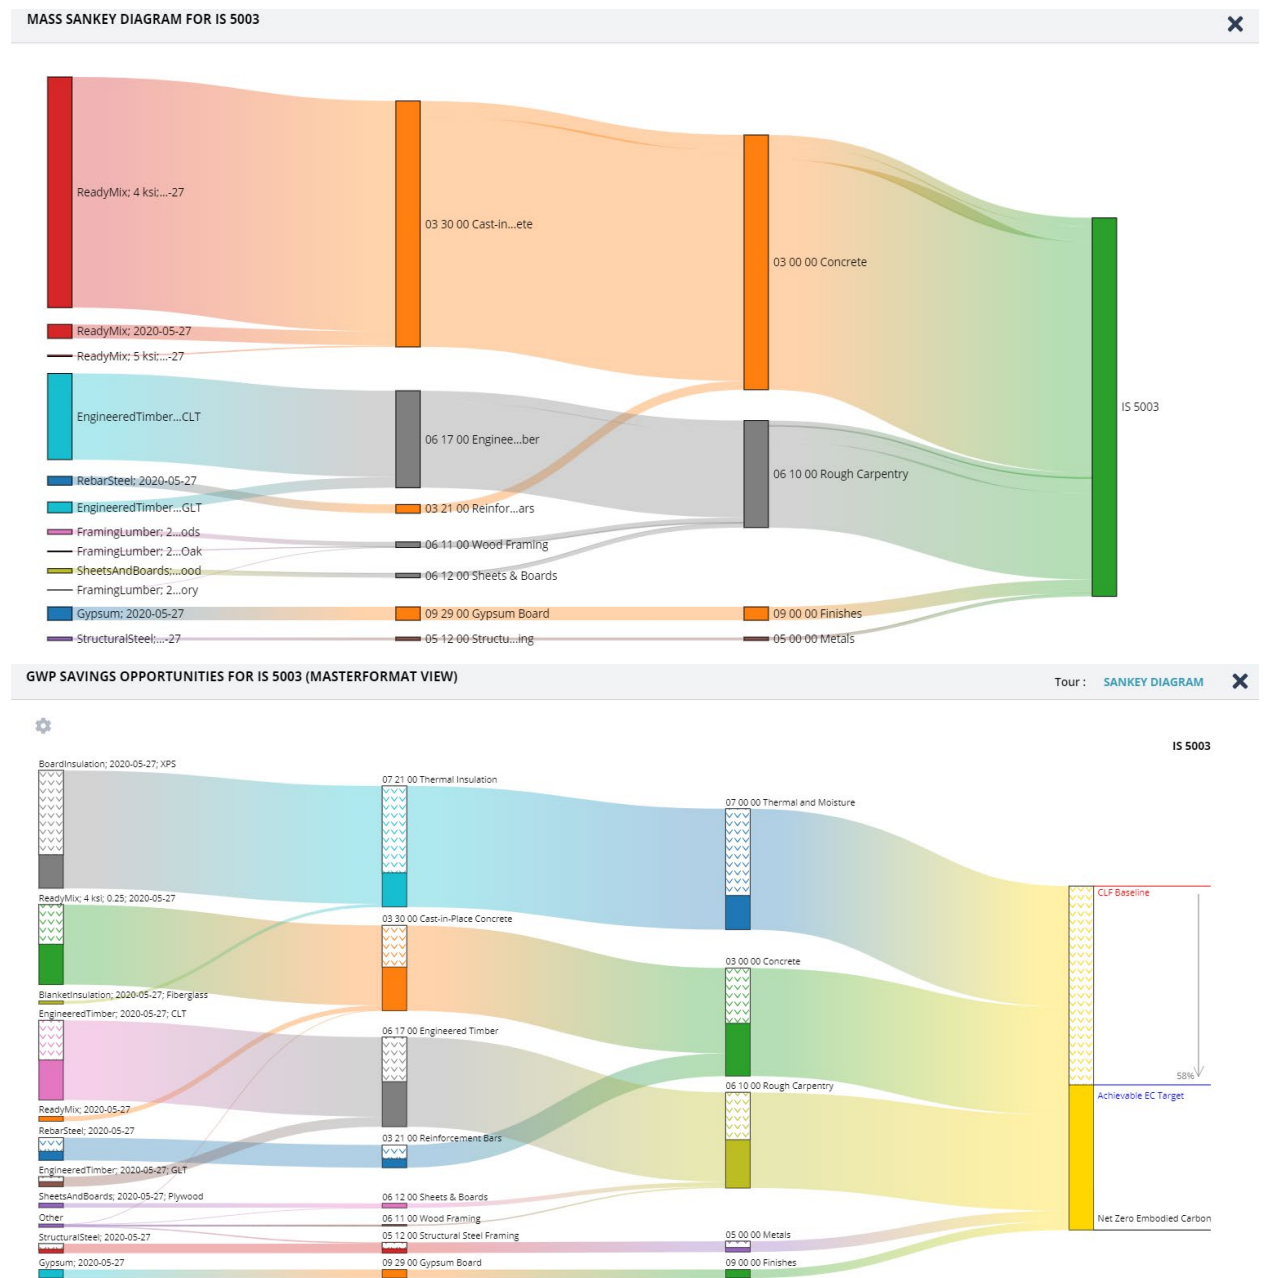 MASS SANKEY DIAGRAM FOR IS 5003
ReadyMix; 4 ksi;...-27
03 30 00 Cast-in...ete
03 00 00 Concrete
ReadyMix; 2020-05-27
ReadyMix; 5 ksi;...-27
IS 5003
EngineeredTimber...CLT
06 17 00 Enginee...ber
06 10 00 Rough Carpentry
RebarSteel; 2020-05-27
EngineeredTimber...GLT
03 21 00 Reinfor...ars
FramingLumber; 2...ods
06 11 00 Wood Framing
FramingLumber; 2...Oak
SheetsAndBoards;...ood
06 12 00 Sheets & Boards
FramingLumber; 2...ory
Gypsum; 2020-05-27
09 29 00 Gypsum Board
09 00 00 Finishes
StructuralSteel;...-27
05 12 00 Structu...ing
05 00 00 Metals
GWP SAVINGS OPPORTUNITIES FOR IS 5003 (MASTERFORMAT VIEW)
Tour :
SANKEY DIAGRAM
IS 5003
BoardInsulation; 2020-05-27; XPS
07 21 00 Thermal Insulation
07 00 00 Thermal and Moisture
CLF Baseline
ReadyMix; 4 ksi; 0.25; 2020-05-27
03 30 00 Cast-in-Place Concrete
03 00 00 Concrete
BlanketInsulation; 2020-05-27; Fiberglass
EngineeredTimber; 2020-05-27; CLT
06 17 00 Engineered Timber
58%
06 10 00 Rough Carpentry
Achievable EC Target
ReadyMix; 2020-05-27
RebarSteel; 2020-05-27
03 21 00 Reinforcement Bars
EngineeredTimber; 2020-05-27; GLT
SheetsAndBoards; 2020-05-27; Plywood
06 12 00 Sheets & Boards
Other
06 11 00 Wood Framing
Net Zero Embodied Carbon
StructuralSteel; 2020-05-27
05 12 00 Structural Steel Framing
05 00 00 Metals
Gypsum; 2020-05-27
09 29 00 Gypsum Board
09 00 00 Finishes